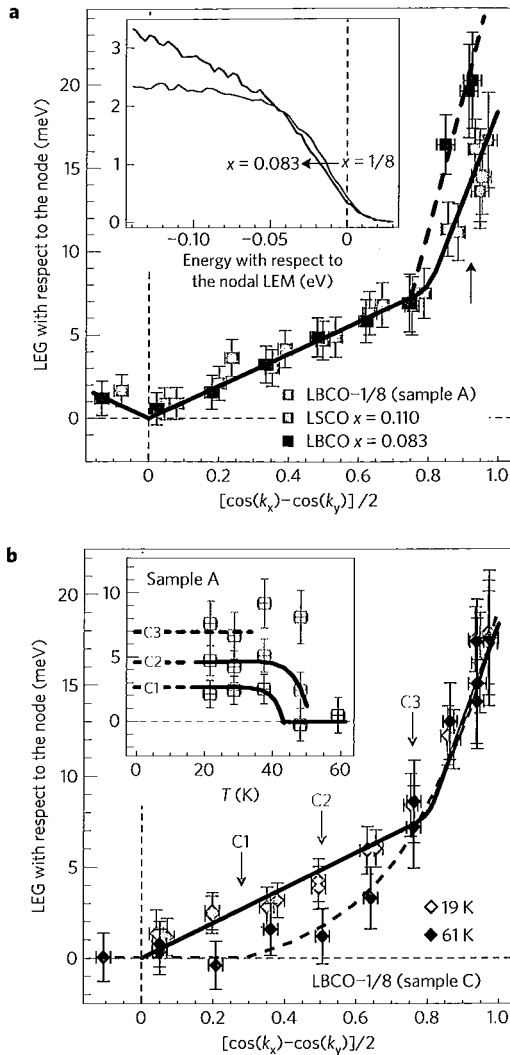 a
LEG with respect to the node (meV)
20
15
10
5
0
3
2
1
0
x = 0.083
x = 1/8
−0.10
−0.05
0
Energy with respect to
the nodal LEM (eV)
LBCO−1/8 (sample A)
LSCO x = 0.110
LBCO x = 0.083
0
0.2
0.4
0.6
0.8
1.0
[cos(kx)−cos(ky)]/2
b
LEG with respect to the node (meV)
20
15
10
5
0
Sample A
10
5
0
C3
C2
C1
0
10
20
30
40
50
60
T (K)
C1
C2
C3
19 K
61 K
LBCO−1/8 (sample C)
0
0.2
0.4
0.6
0.8
1.0
[cos(kx)−cos(ky)]/2